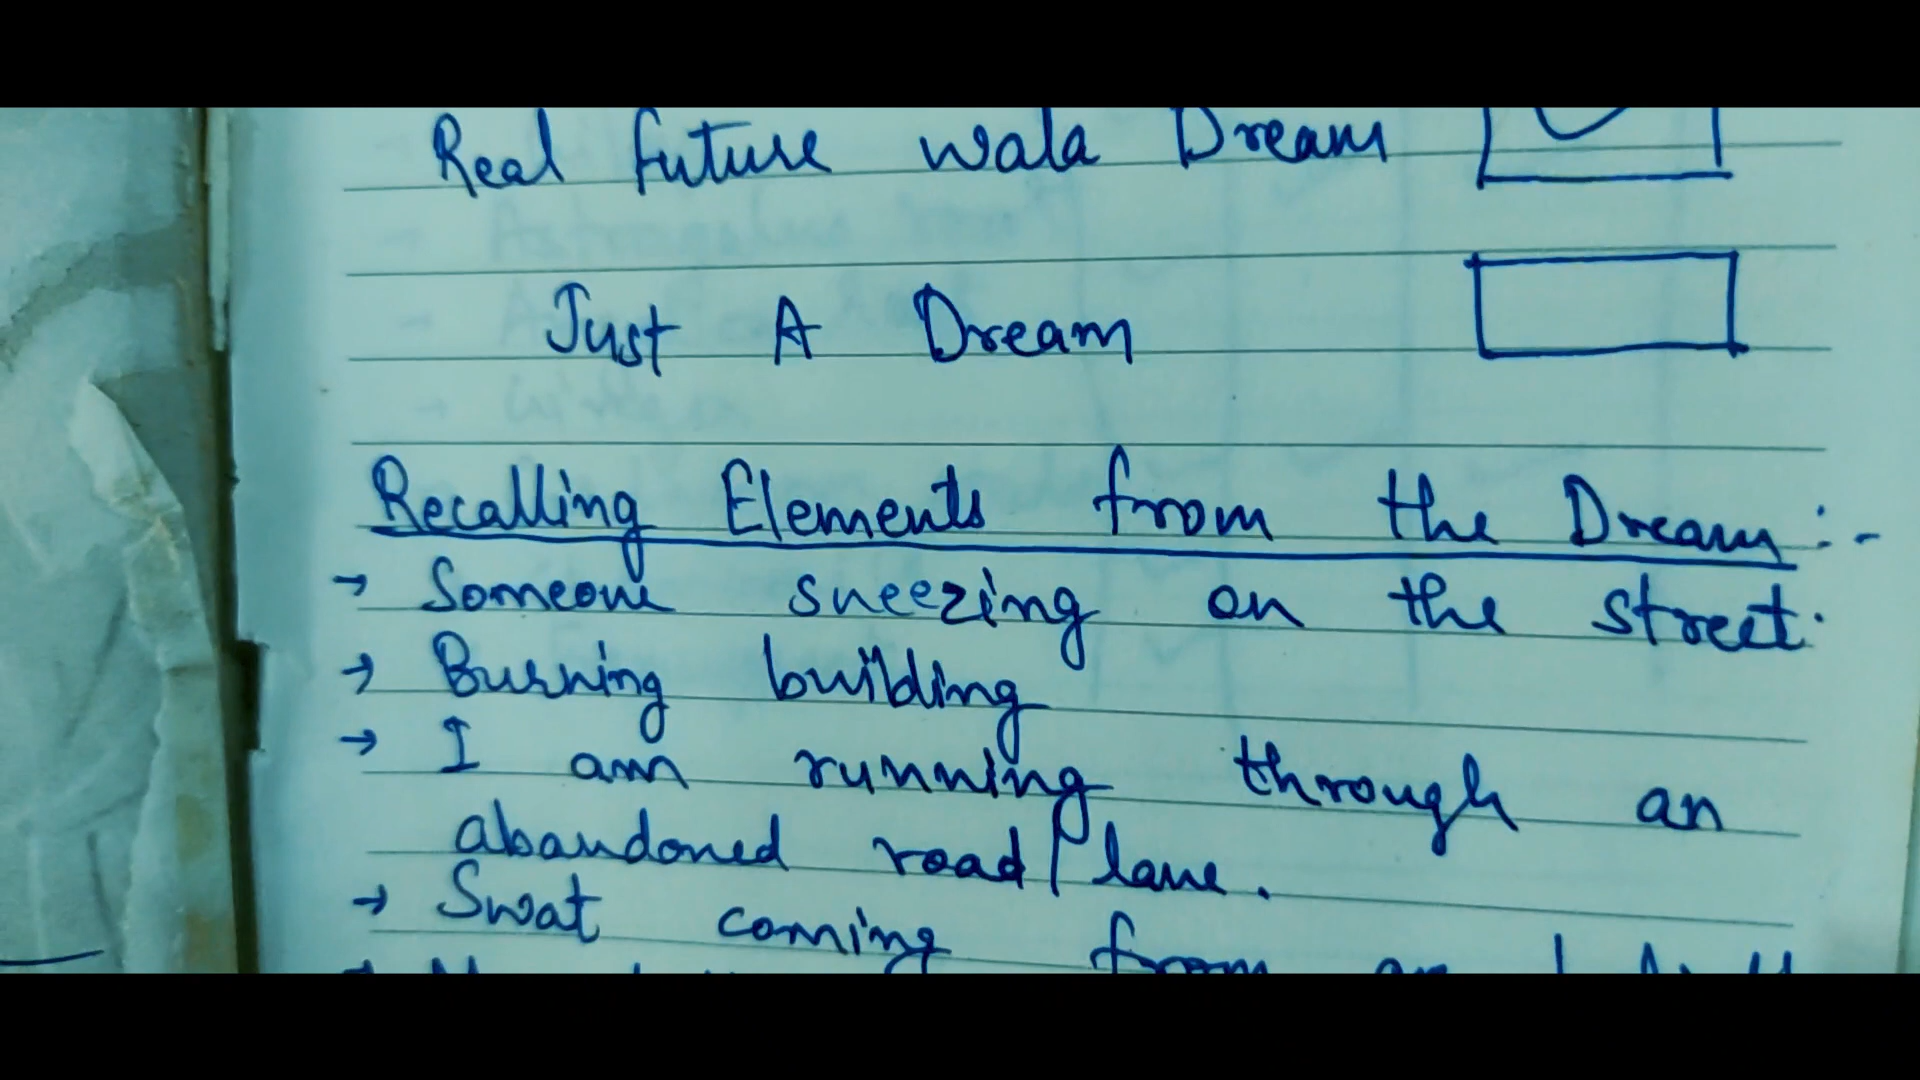 Real future wala Dream
Just A Dream
Recalling Elements from the Dream :-
→ Someone sneezing on the street.
→ Burning building
→ I am running through an
abandoned road/lane.
→ Swat coming from